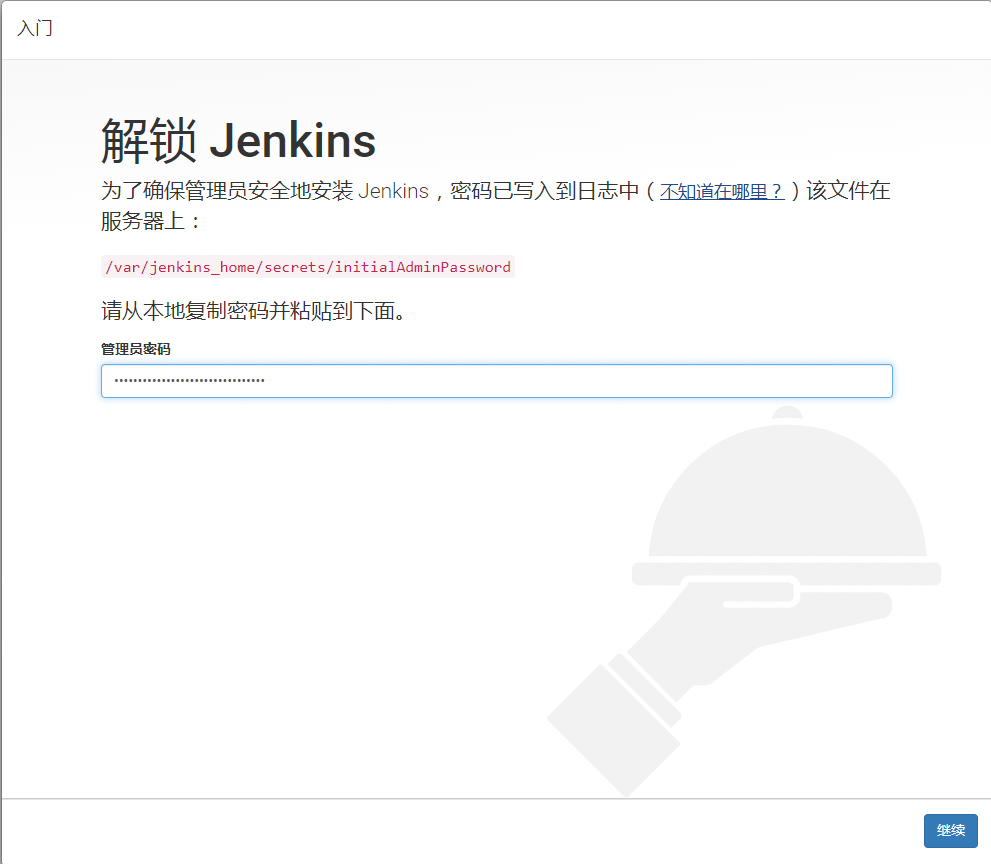 入门
解锁 Jenkins
为了确保管理员安全地安装 Jenkins，密码已写入到日志中（不知道在哪里？）该文件在
服务器上：
/var/jenkins_home/secrets/initialAdminPassword
请从本地复制密码并粘贴到下面。
管理员密码
••••••••••••••••••••••••••••••••
继续